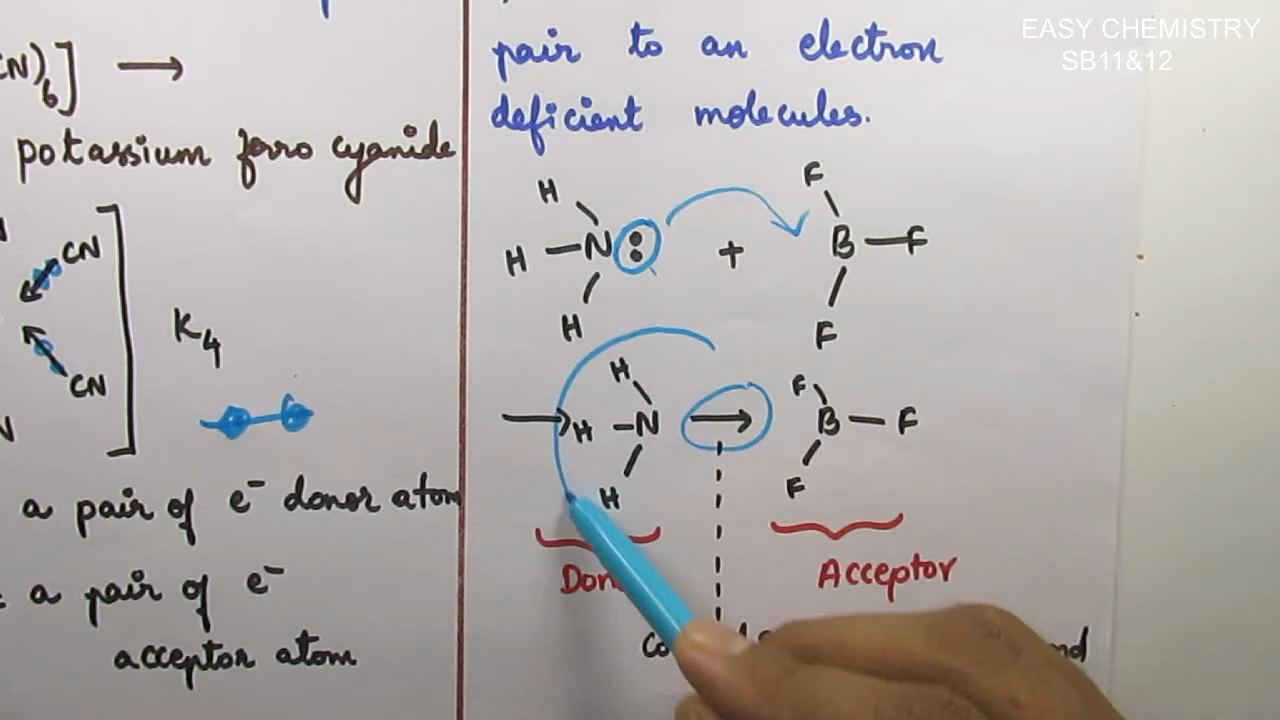 EASY CHEMISTRY
SB11&12
CN)6] →
potassium ferro cyanide
CN
CN
K4
N
a pair of e⁻ donor atom
a pair of e⁻
acceptor atom
pair to an electron
deficient molecules.
H F
H — N : + B — F
H F
→ H — N → B — F
H F
H F
Acceptor